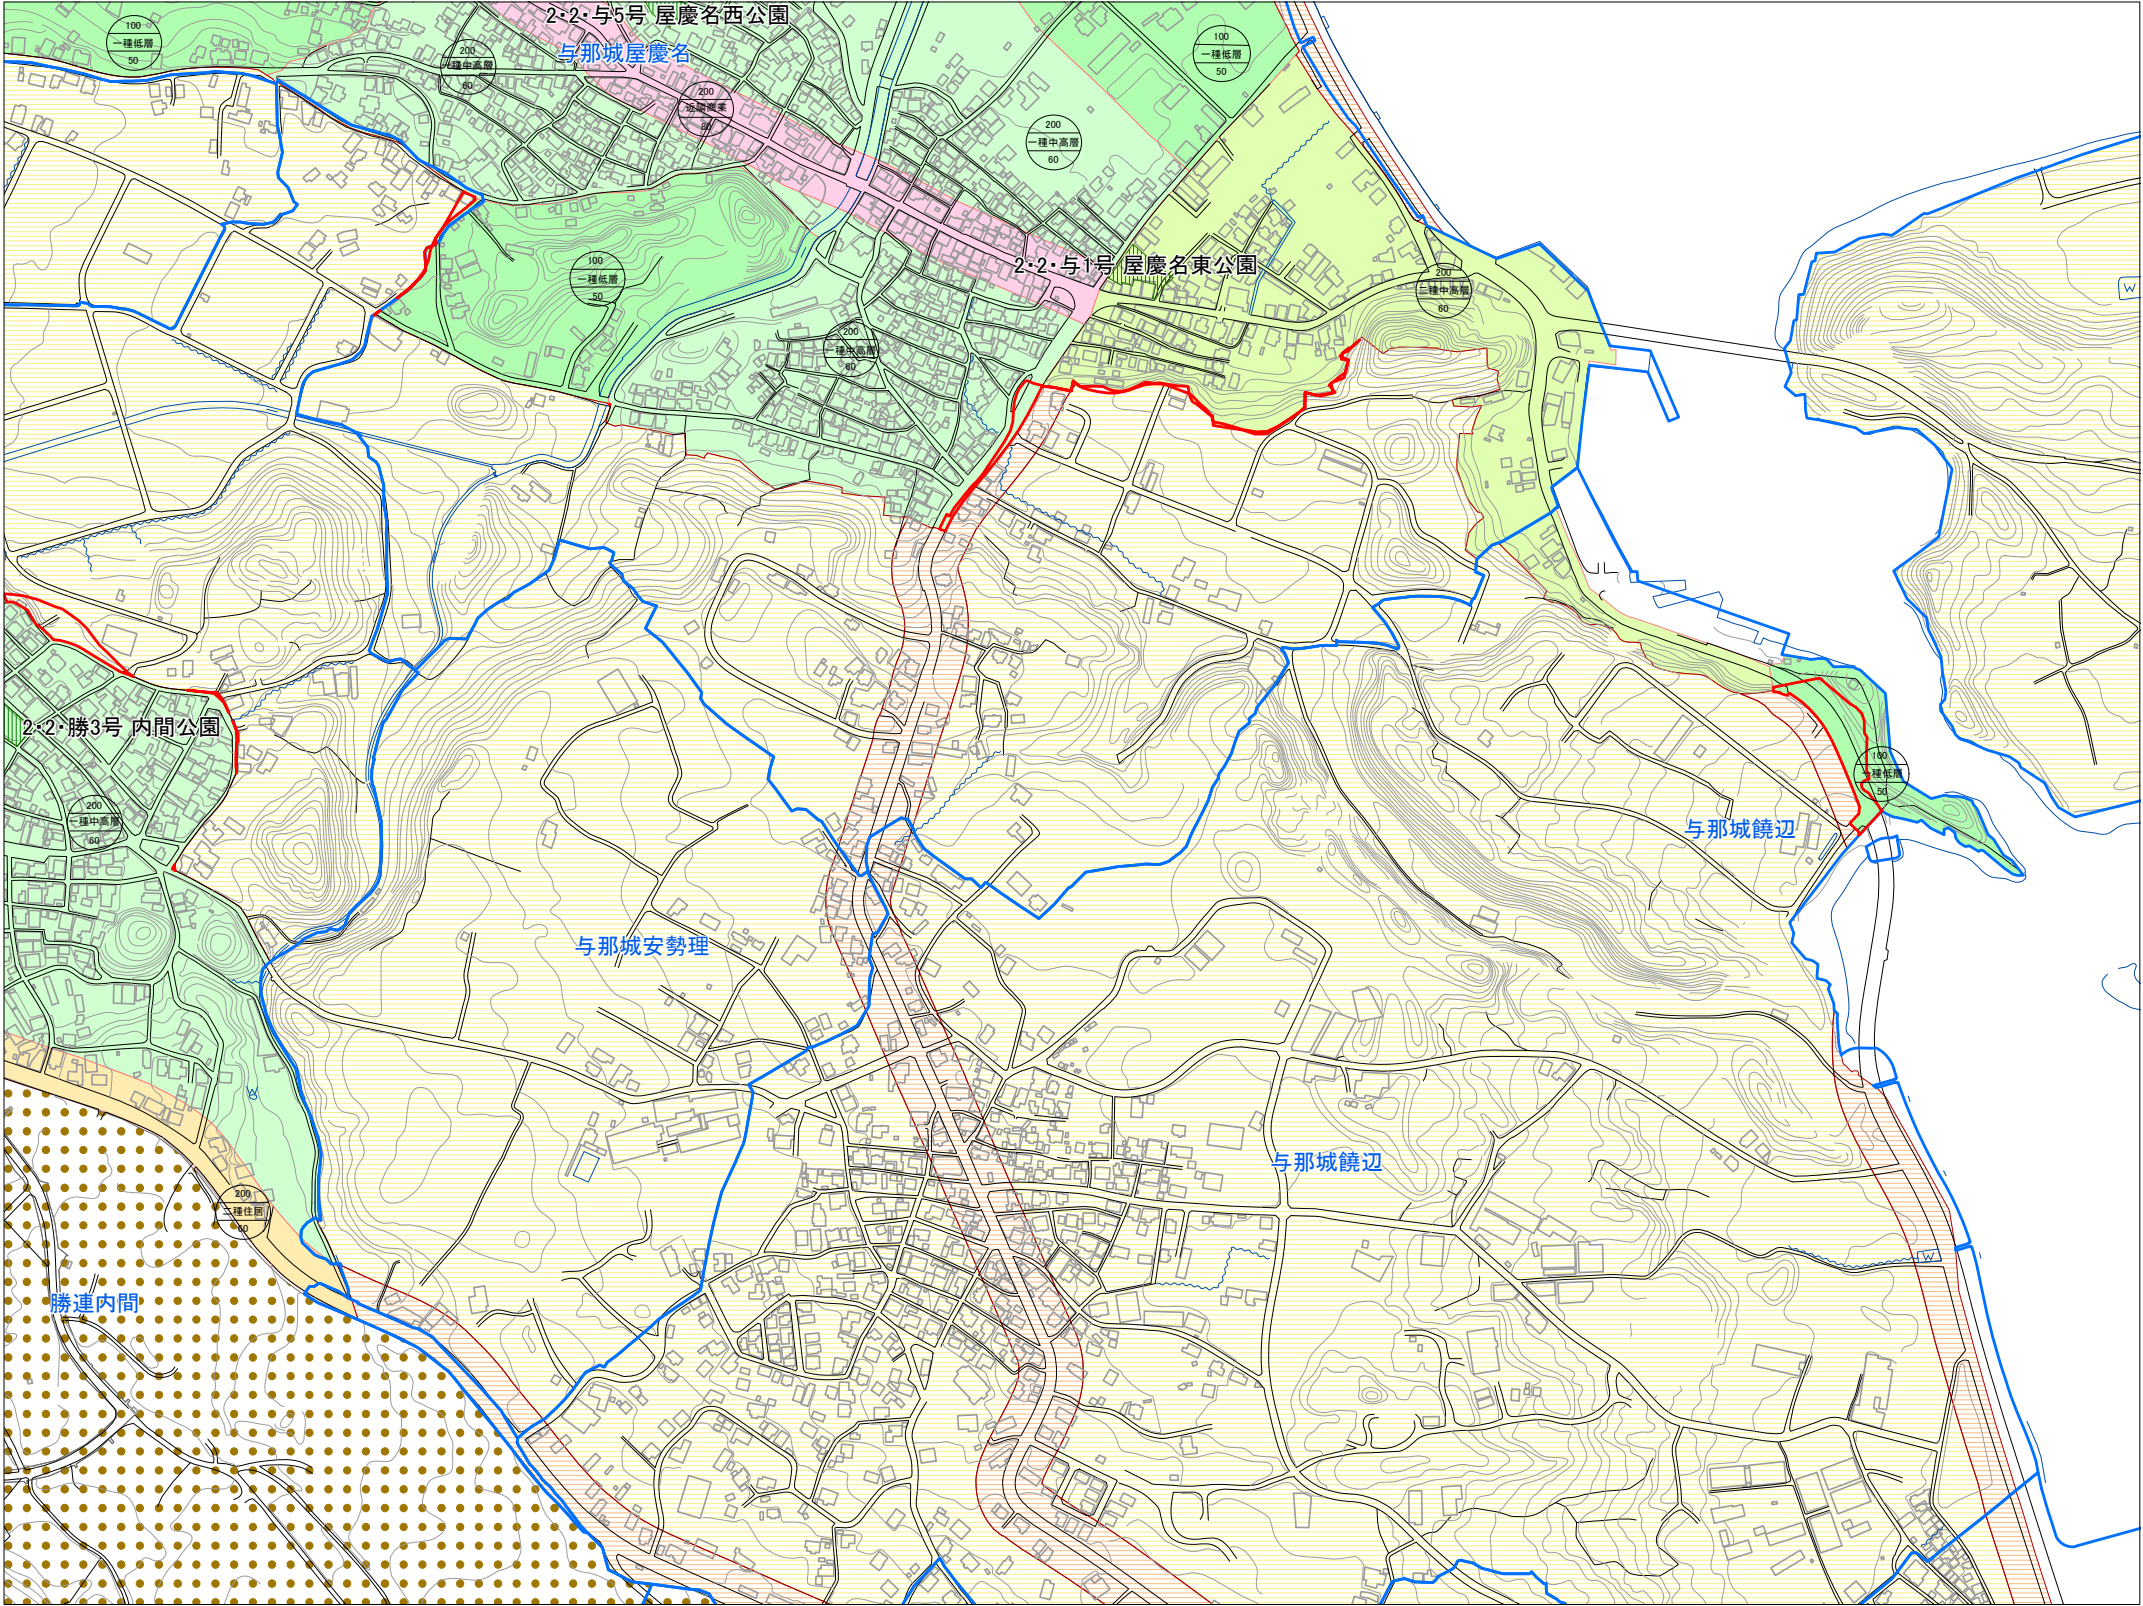 2・2・与5号 屋慶名西公園
100
一種低層
50
200
一種中高層
60
与那城屋慶名
200
近隣商業
80
100
一種低層
50
200
一種中高層
60
100
一種低層
50
2・2・与1号 屋慶名東公園
200
二種中高層
60
W
200
一種中高層
60
2・2・勝3号 内間公園
200
一種中高層
60
100
一種低層
50
与那城饒辺
与那城安勢理
与那城饒辺
200
二種住居
60
W
勝連内間